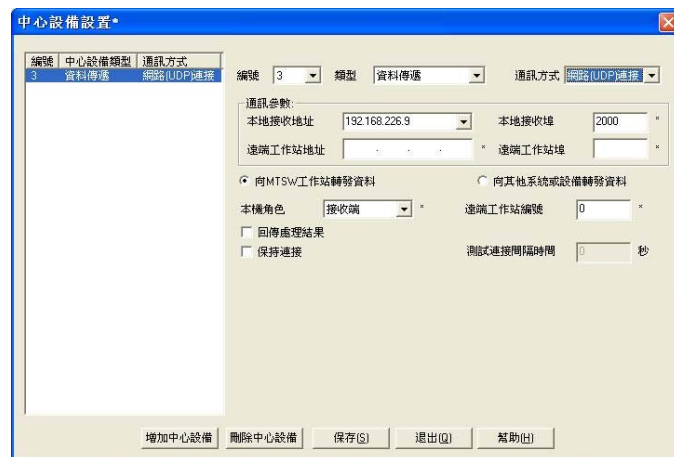 中心設備設置*
編號 中心設備類型 通訊方式
3 資料傳遞 網路(UDP)連接
編號 3 類型 資料傳遞 通訊方式 網路(UDP)連接
通訊參數:
本地接收地址 192.168.226.9 本地接收埠 2000 *
遠端工作站地址 . . . * 遠端工作站埠 *
向MTSW工作站轉發資料 向其他系統或設備轉發資料
本機角色 接收端 * 遠端工作站編號 0 *
回傳處理結果
保持連接 測試連接間隔時間 0 秒
增加中心設備 刪除中心設備 保存(S) 退出(Q) 幫助(H)